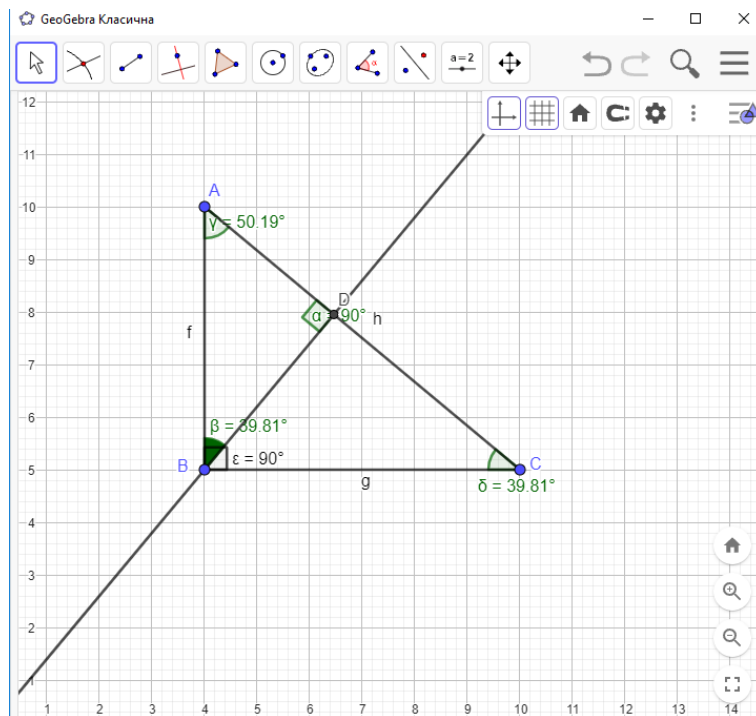 GeoGebra Класична
a=2
12
11
10
9
8
7
6
5
4
3
2
1
A
γ = 50.19°
D
α = 90°
h
f
β = 39.81°
B
ε = 90°
C
g
δ = 39.81°
1 2 3 4 5 6 7 8 9 10 11 12 13 14